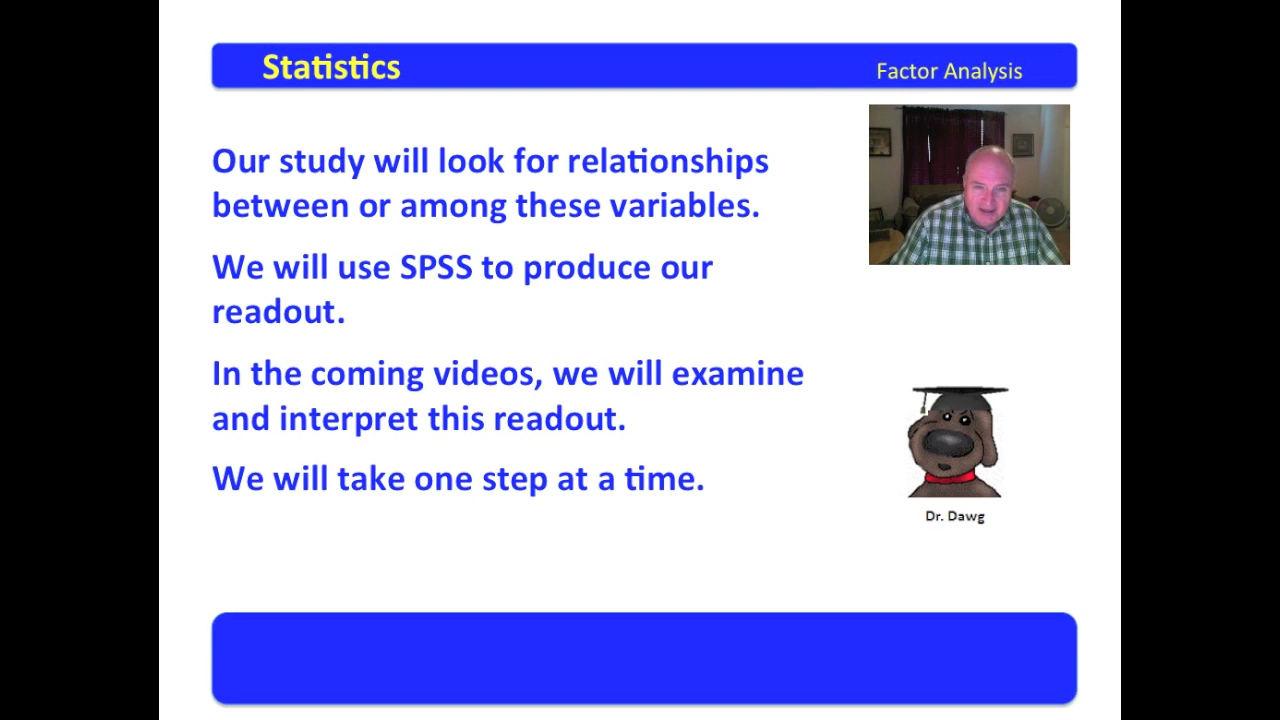 Statistics
Factor Analysis
Our study will look for relationships
between or among these variables.
We will use SPSS to produce our
readout.
In the coming videos, we will examine
and interpret this readout.
We will take one step at a time.
Dr. Dawg